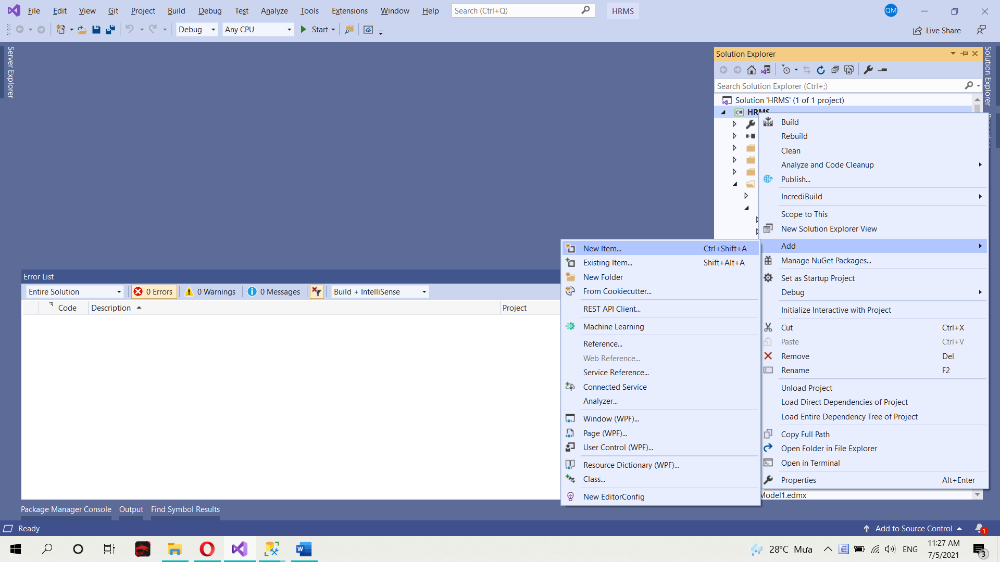 File Edit View Git Project Build Debug Test Analyze Tools Extensions Window Help Search (Ctrl+Q) HRMS QM
Debug Any CPU Start Live Share
Server Explorer
Solution Explorer
Solution Explorer
Search Solution Explorer (Ctrl+;)
Solution 'HRMS' (1 of 1 project)
C# HRMS
Build
Rebuild
Clean
Analyze and Code Cleanup
Publish...
IncrediBuild
Scope to This
New Solution Explorer View
Add
Manage NuGet Packages...
Set as Startup Project
Debug
Initialize Interactive with Project
Cut Ctrl+X
Paste Ctrl+V
Remove Del
Rename F2
Unload Project
Load Direct Dependencies of Project
Load Entire Dependency Tree of Project
Copy Full Path
Open Folder in File Explorer
Open in Terminal
Properties Alt+Enter
Model1.edmx
New Item... Ctrl+Shift+A
Existing Item... Shift+Alt+A
New Folder
From Cookiecutter...
REST API Client...
Machine Learning
Reference...
Web Reference...
Service Reference...
Connected Service
Analyzer...
Window (WPF)...
Page (WPF)...
User Control (WPF)...
Resource Dictionary (WPF)...
Class...
New EditorConfig
Error List
Entire Solution 0 Errors 0 Warnings 0 Messages Build + IntelliSense
Code Description Project
Package Manager Console Output Find Symbol Results
Ready Add to Source Control 1
28°C Mưa ENG 11:27 AM
7/5/2021 3